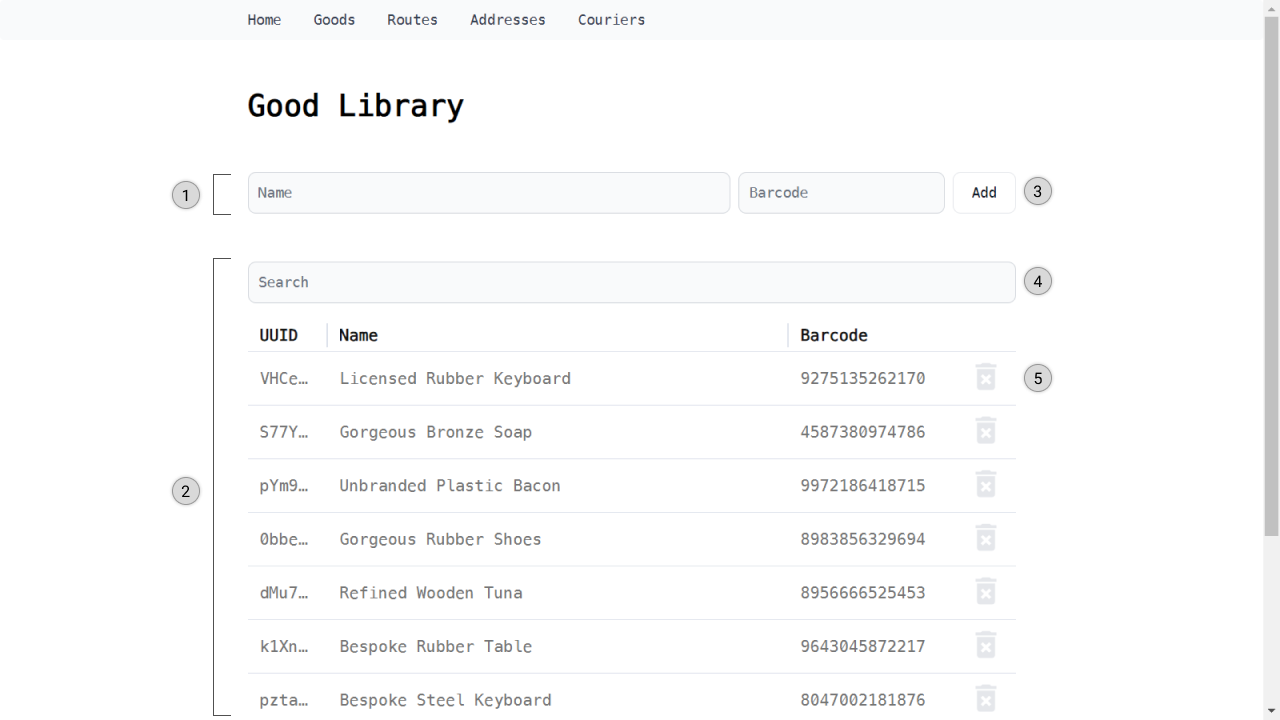 Home Goods Routes Addresses Couriers
Good Library
1 Name Barcode Add 3
Search 4
UUID Name Barcode
VHCe… Licensed Rubber Keyboard 9275135262170 5
S77Y… Gorgeous Bronze Soap 4587380974786
2 pYm9… Unbranded Plastic Bacon 9972186418715
0bbe… Gorgeous Rubber Shoes 8983856329694
dMu7… Refined Wooden Tuna 8956666525453
k1Xn… Bespoke Rubber Table 9643045872217
pzta… Bespoke Steel Keyboard 8047002181876